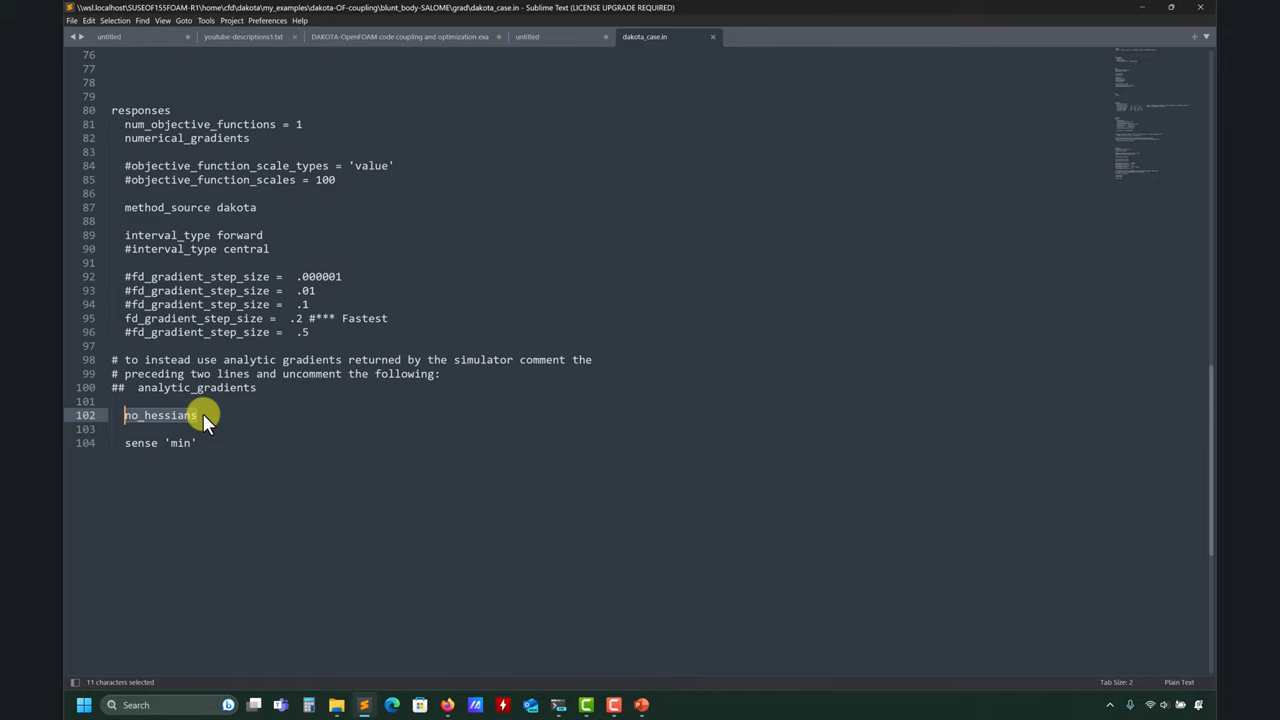 \\wsl.localhost\SUSEOF155FOAM-R1\home\cfd\dakota\my_examples\dakota-OF-coupling\blunt_body-SALOME\grad\dakota_case.in - Sublime Text (LICENSE UPGRADE REQUIRED)
File Edit Selection Find View Goto Tools Project Preferences Help
untitled youtube-descriptions1.txt DAKOTA-OpenFOAM code coupling and optimization exa untitled dakota_case.in
76
77
78
79
80 responses
81 num_objective_functions = 1
82 numerical_gradients
83
84 #objective_function_scale_types = 'value'
85 #objective_function_scales = 100
86
87 method_source dakota
88
89 interval_type forward
90 #interval_type central
91
92 #fd_gradient_step_size = .000001
93 #fd_gradient_step_size = .01
94 #fd_gradient_step_size = .1
95 fd_gradient_step_size = .2 #*** Fastest
96 #fd_gradient_step_size = .5
97
98 # to instead use analytic gradients returned by the simulator comment the
99 # preceding two lines and uncomment the following:
100 ## analytic_gradients
101
102 no_hessians
103
104 sense 'min'
11 characters selected Tab Size: 2 Plain Text
Search